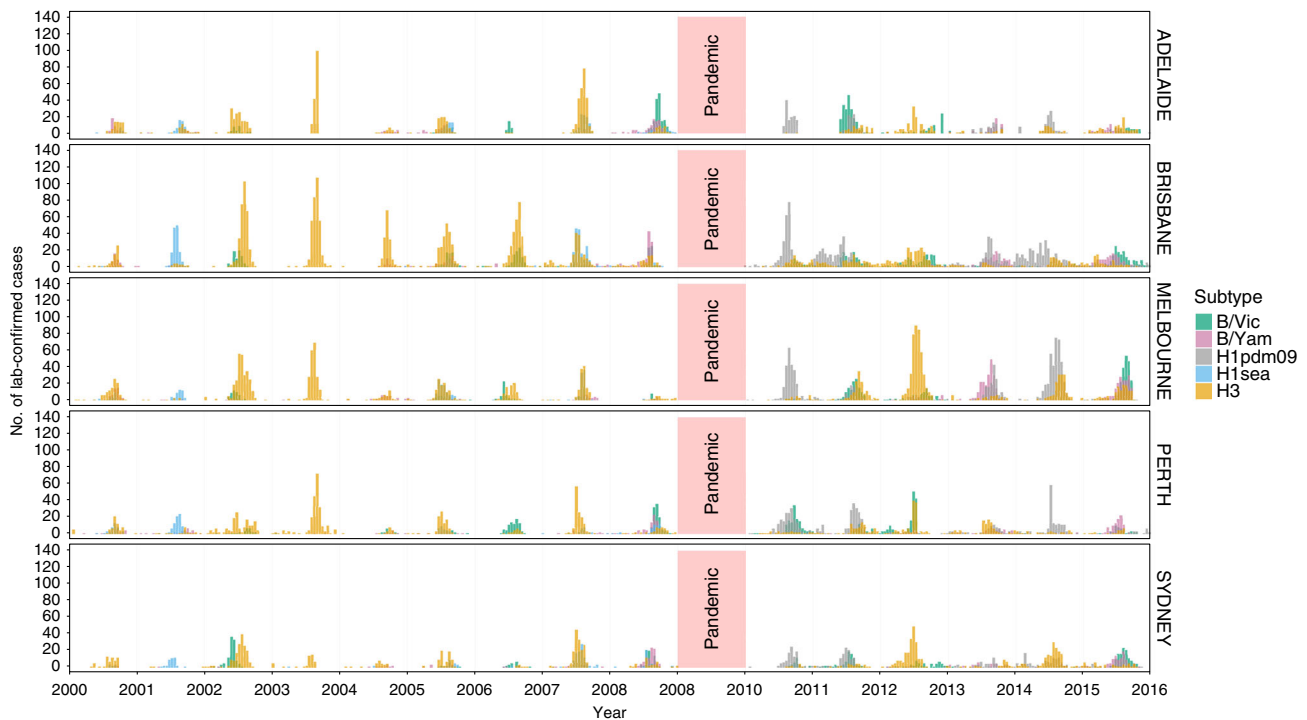 No. of lab-confirmed cases
140
120
100
80
60
40
20
0
Pandemic
ADELAIDE
140
120
100
80
60
40
20
0
Pandemic
BRISBANE
140
120
100
80
60
40
20
0
Pandemic
MELBOURNE
140
120
100
80
60
40
20
0
Pandemic
PERTH
140
120
100
80
60
40
20
0
Pandemic
SYDNEY
2000 2001 2002 2003 2004 2005 2006 2007 2008 2008 2010 2011 2012 2013 2014 2015 2016
Year
Subtype
B/Vic
B/Yam
H1pdm09
H1sea
H3